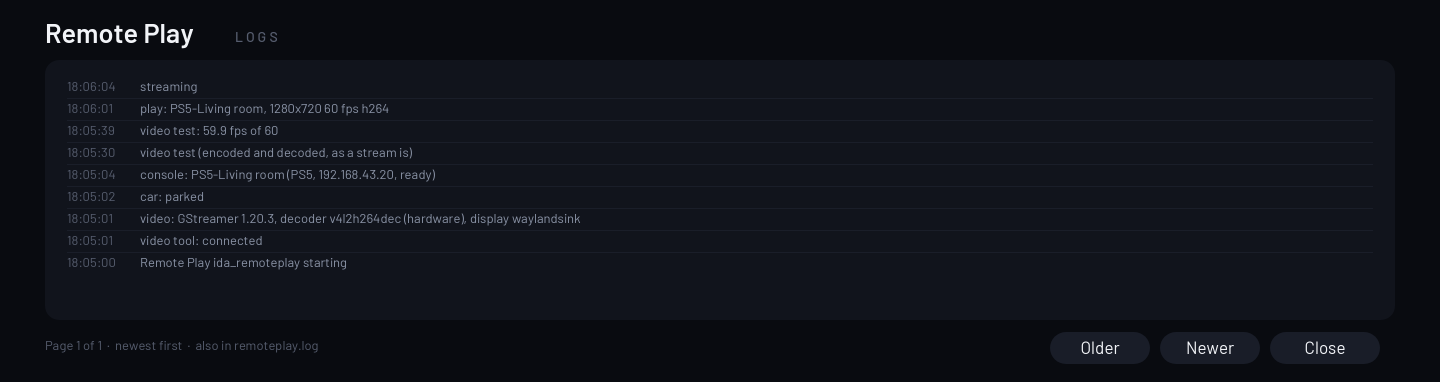 Remote Play LOGS
18:06:04 streaming
18:06:01 play: PS5-Living room, 1280x720 60 fps h264
18:05:39 video test: 59.9 fps of 60
18:05:30 video test (encoded and decoded, as a stream is)
18:05:04 console: PS5-Living room (PS5, 192.168.43.20, ready)
18:05:02 car: parked
18:05:01 video: GStreamer 1.20.3, decoder v4l2h264dec (hardware), display waylandsink
18:05:01 video tool: connected
18:05:00 Remote Play ida_remoteplay starting
Page 1 of 1 · newest first · also in remoteplay.log Older Newer Close